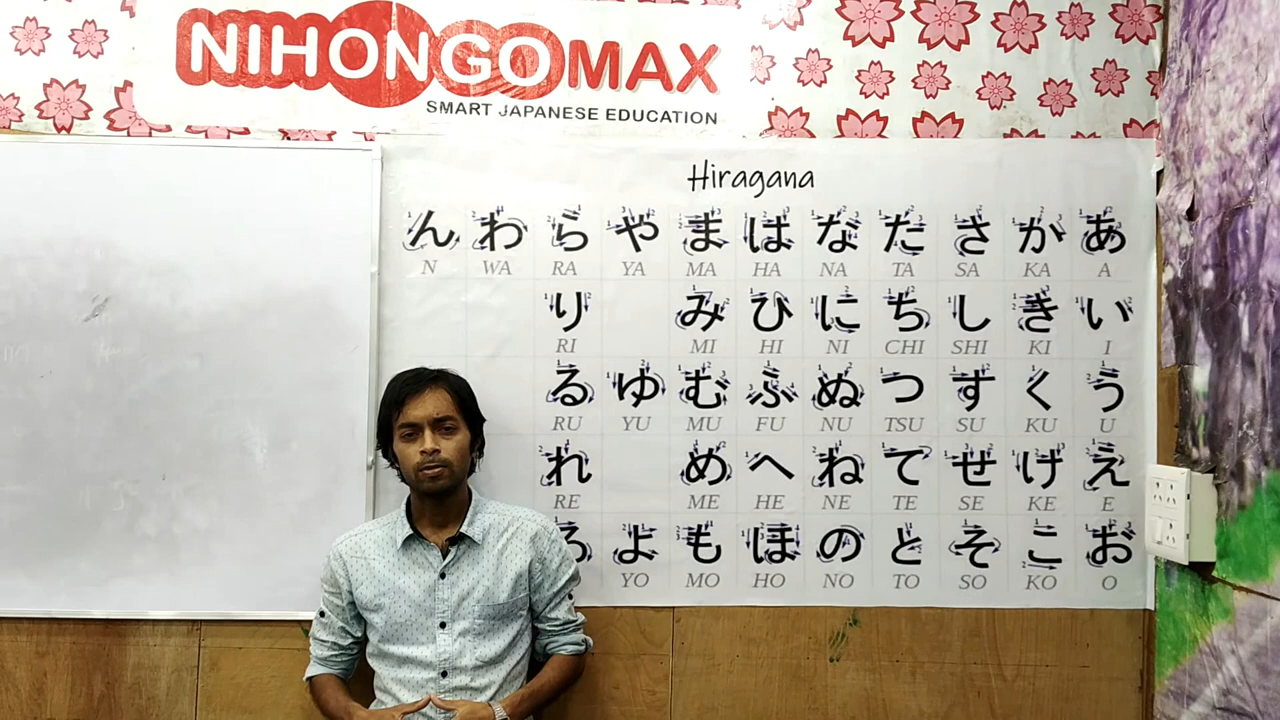 NIHONGOMAX
SMART JAPANESE EDUCATION
Hiragana
ん わ ら や ま は な た さ か あ
N WA RA YA MA HA NA TA SA KA A
り み ひ に ち し き い
RI MI HI NI CHI SHI KI I
る ゆ む ふ ぬ つ す く う
RU YU MU FU NU TSU SU KU U
れ め へ ね て せ け え
RE ME HE NE TE SE KE E
ろ よ も ほ の と そ こ お
YO MO HO NO TO SO KO O